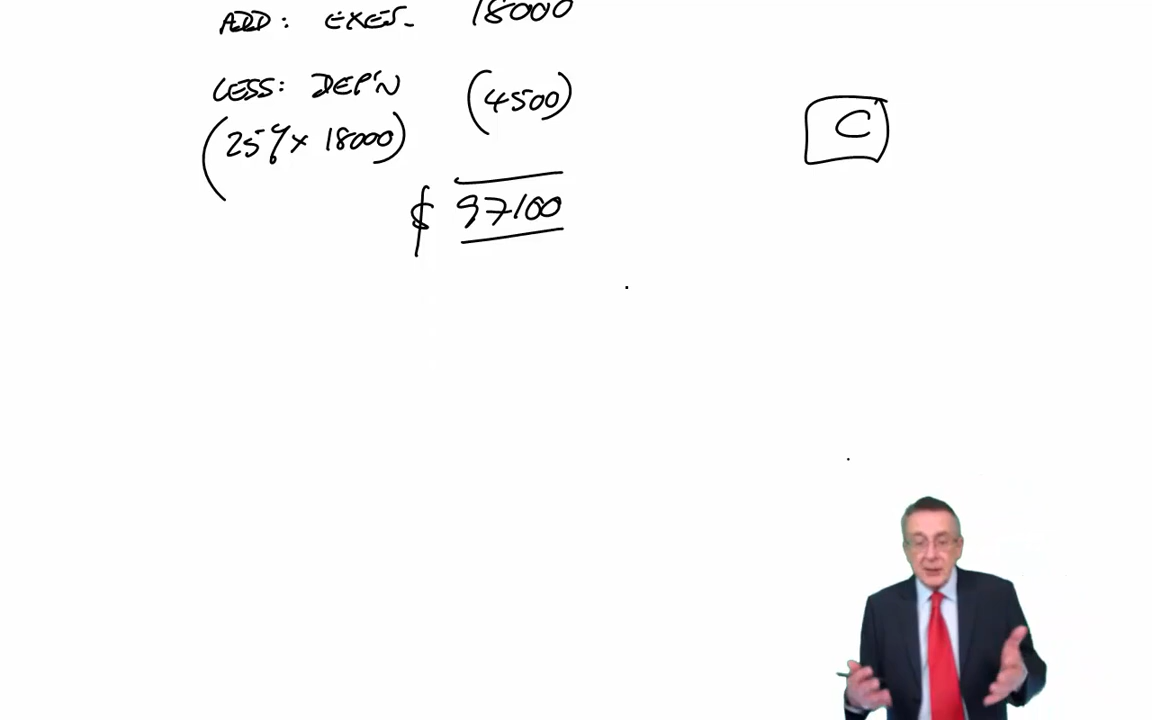 ADD: EXES. 18000
LESS: DEP'N (4500)
(25% x 18000)
C
$ 97100